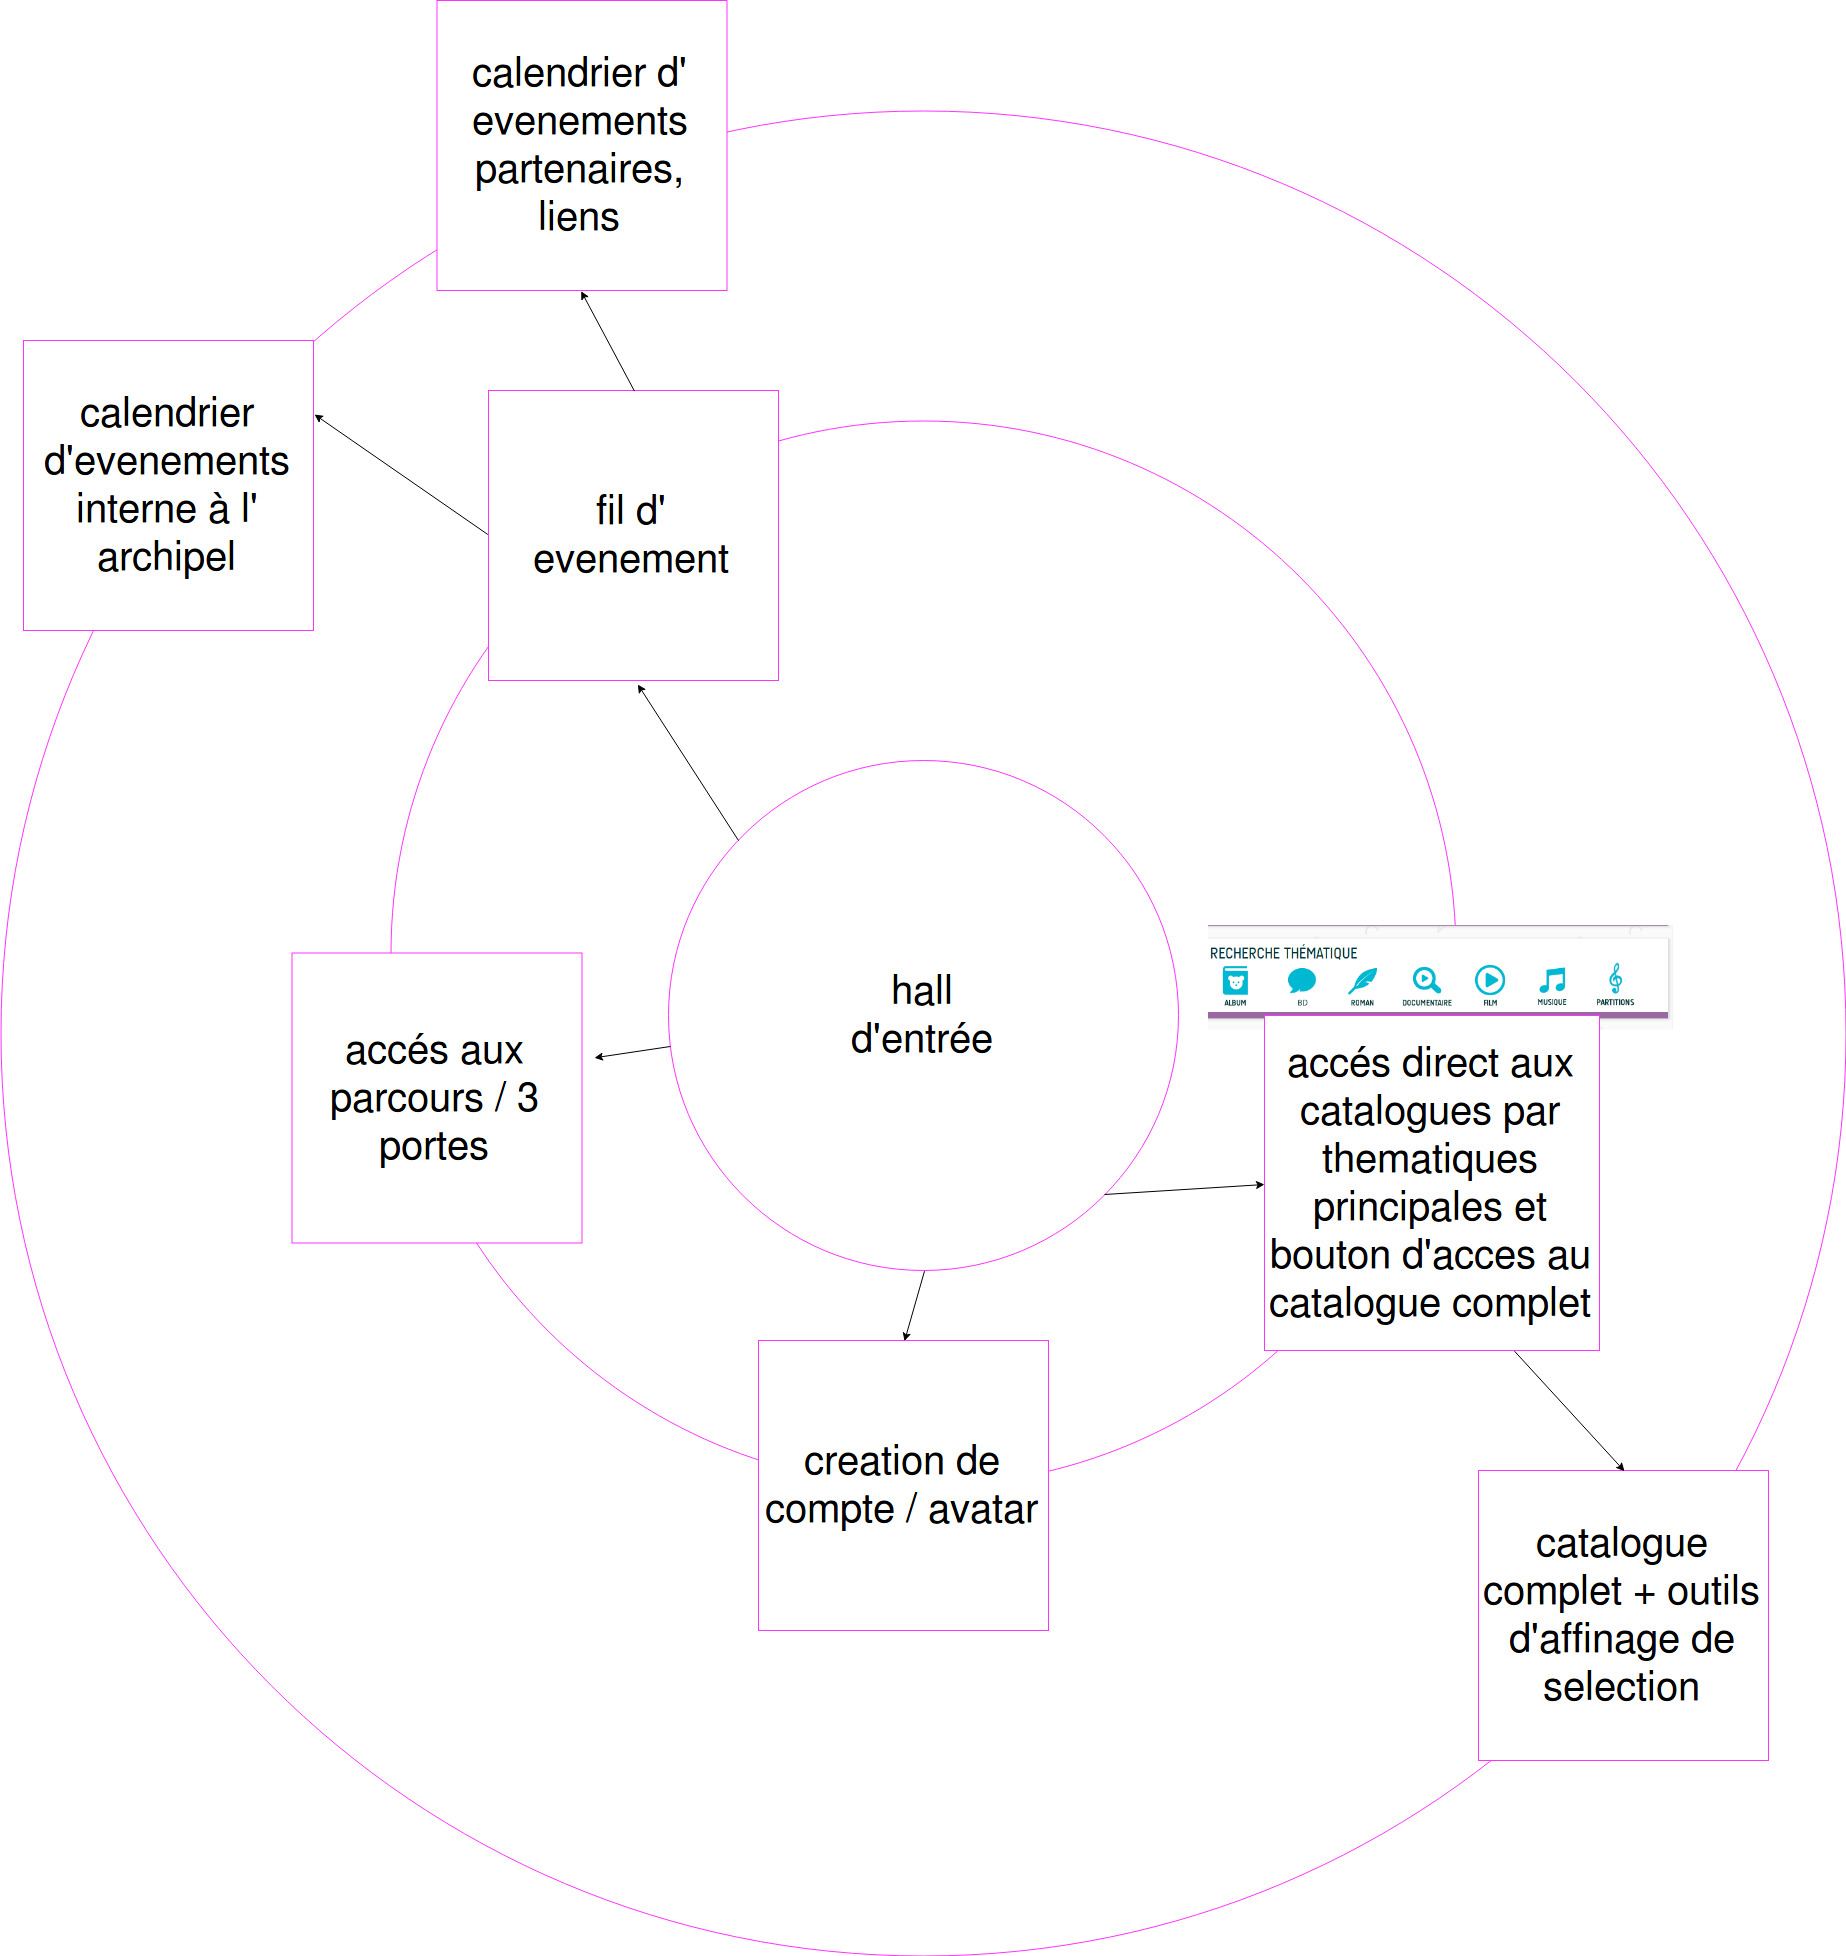 calendrier d'
evenements
partenaires,
liens
calendrier
d'evenements
interne à l'
archipel
fil d'
evenement
hall
d'entrée
RECHERCHE THÉMATIQUE
ALBUM
BD
ROMAN
DOCUMENTAIRE
FILM
MUSIQUE
PARTITIONS
accés aux
parcours / 3
portes
accés direct aux
catalogues par
thematiques
principales et
bouton d'acces au
catalogue complet
creation de
compte / avatar
catalogue
complet + outils
d'affinage de
selection